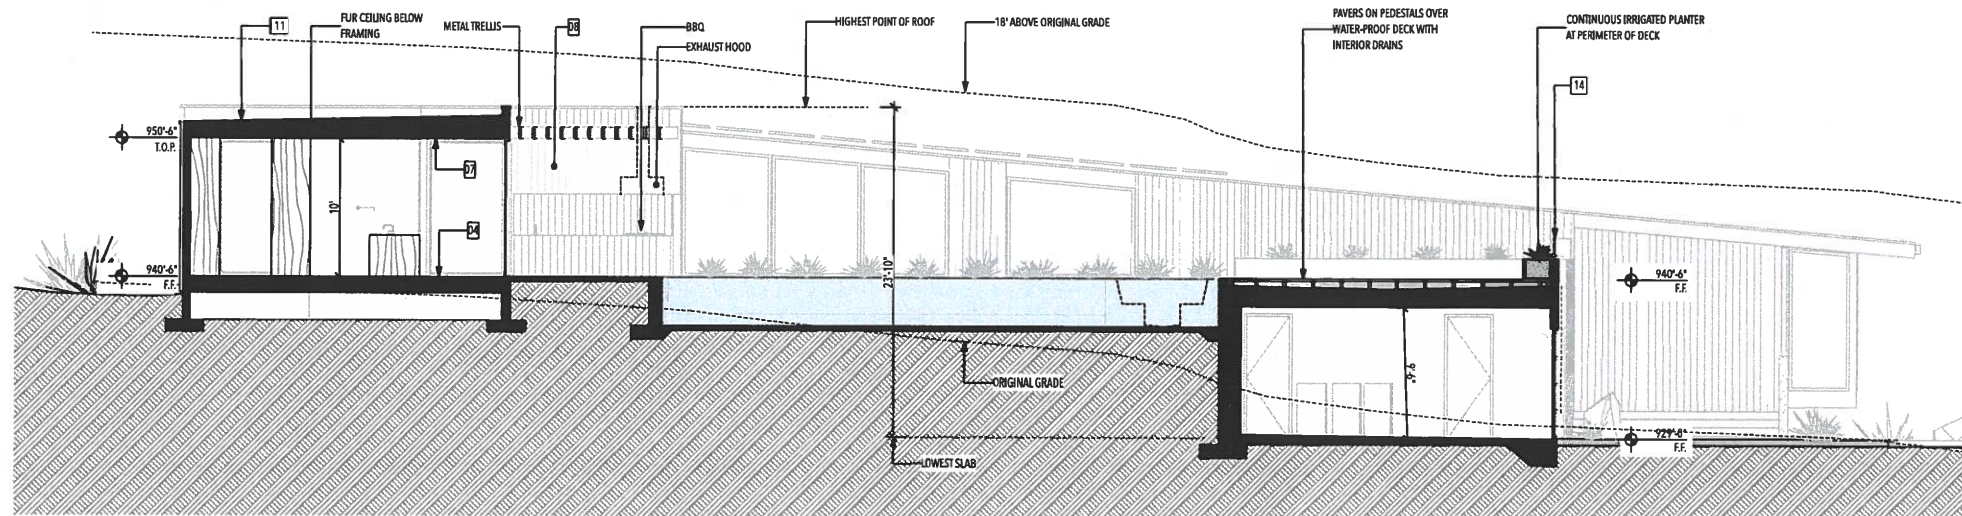 11
FUR CEILING BELOW
FRAMING
METAL TRELLIS
08
BBQ
EXHAUST HOOD
HIGHEST POINT OF ROOF
18' ABOVE ORIGINAL GRADE
PAVERS ON PEDESTALS OVER
WATER-PROOF DECK WITH
INTERIOR DRAINS
CONTINUOUS IRRIGATED PLANTER
AT PERIMETER OF DECK
14
950'-6"
T.O.P.
07
10'
04
940'-6"
F.F.
23'-10"
940'-6"
F.F.
ORIGINAL GRADE
9'-6"
929'-8"
F.F.
LOWEST SLAB